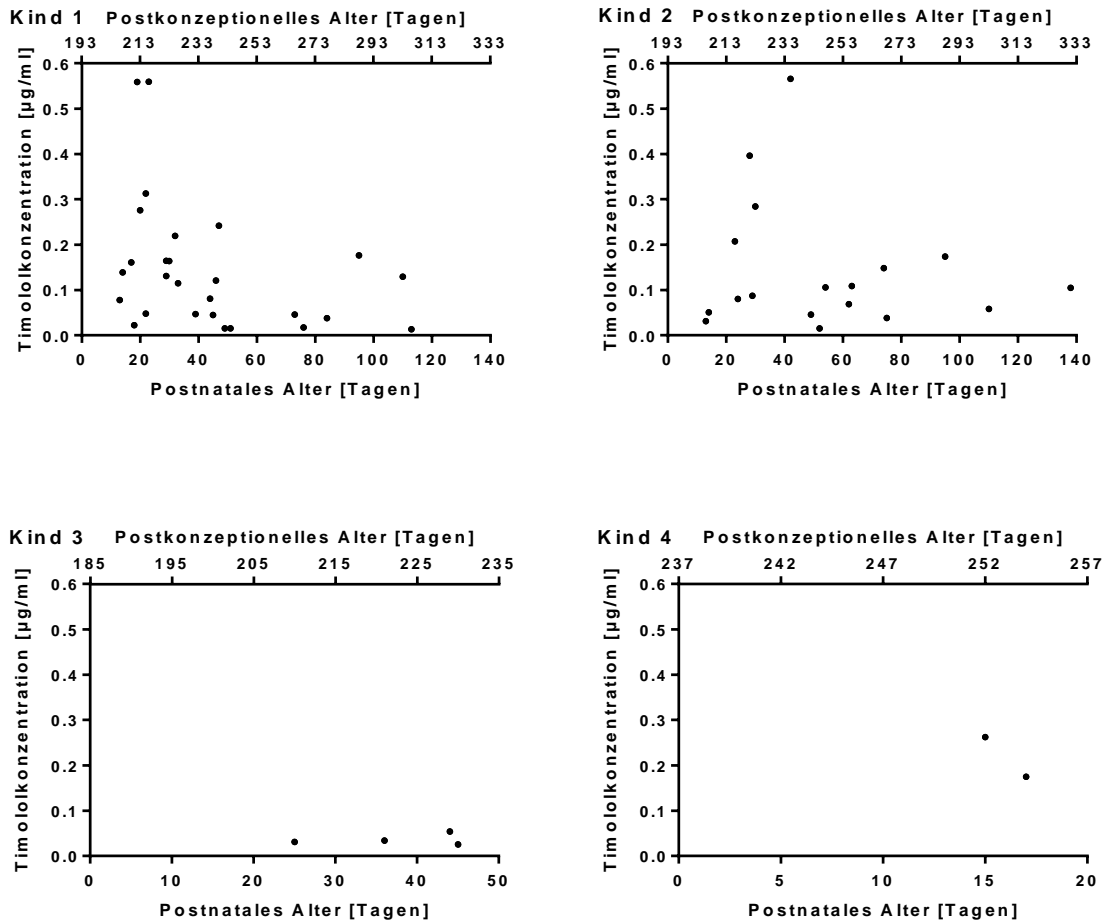 Kind 1 Postkonzeptionelles Alter [Tagen]
193 213 233 253 273 293 313 333
Timololkonzentration [µg/ml]
0.6
0.5
0.4
0.3
0.2
0.1
0.0
0 20 40 60 80 100 120 140
Postnatales Alter [Tagen]
Kind 2 Postkonzeptionelles Alter [Tagen]
193 213 233 253 273 293 313 333
Timololkonzentration [µg/ml]
0.6
0.5
0.4
0.3
0.2
0.1
0.0
0 20 40 60 80 100 120 140
Postnatales Alter [Tagen]
Kind 3 Postkonzeptionelles Alter [Tagen]
185 195 205 215 225 235
Timololkonzentration [µg/ml]
0.6
0.5
0.4
0.3
0.2
0.1
0.0
0 10 20 30 40 50
Postnatales Alter [Tagen]
Kind 4 Postkonzeptionelles Alter [Tagen]
237 242 247 252 257
Timololkonzentration [µg/ml]
0.6
0.5
0.4
0.3
0.2
0.1
0.0
0 5 10 15 20
Postnatales Alter [Tagen]